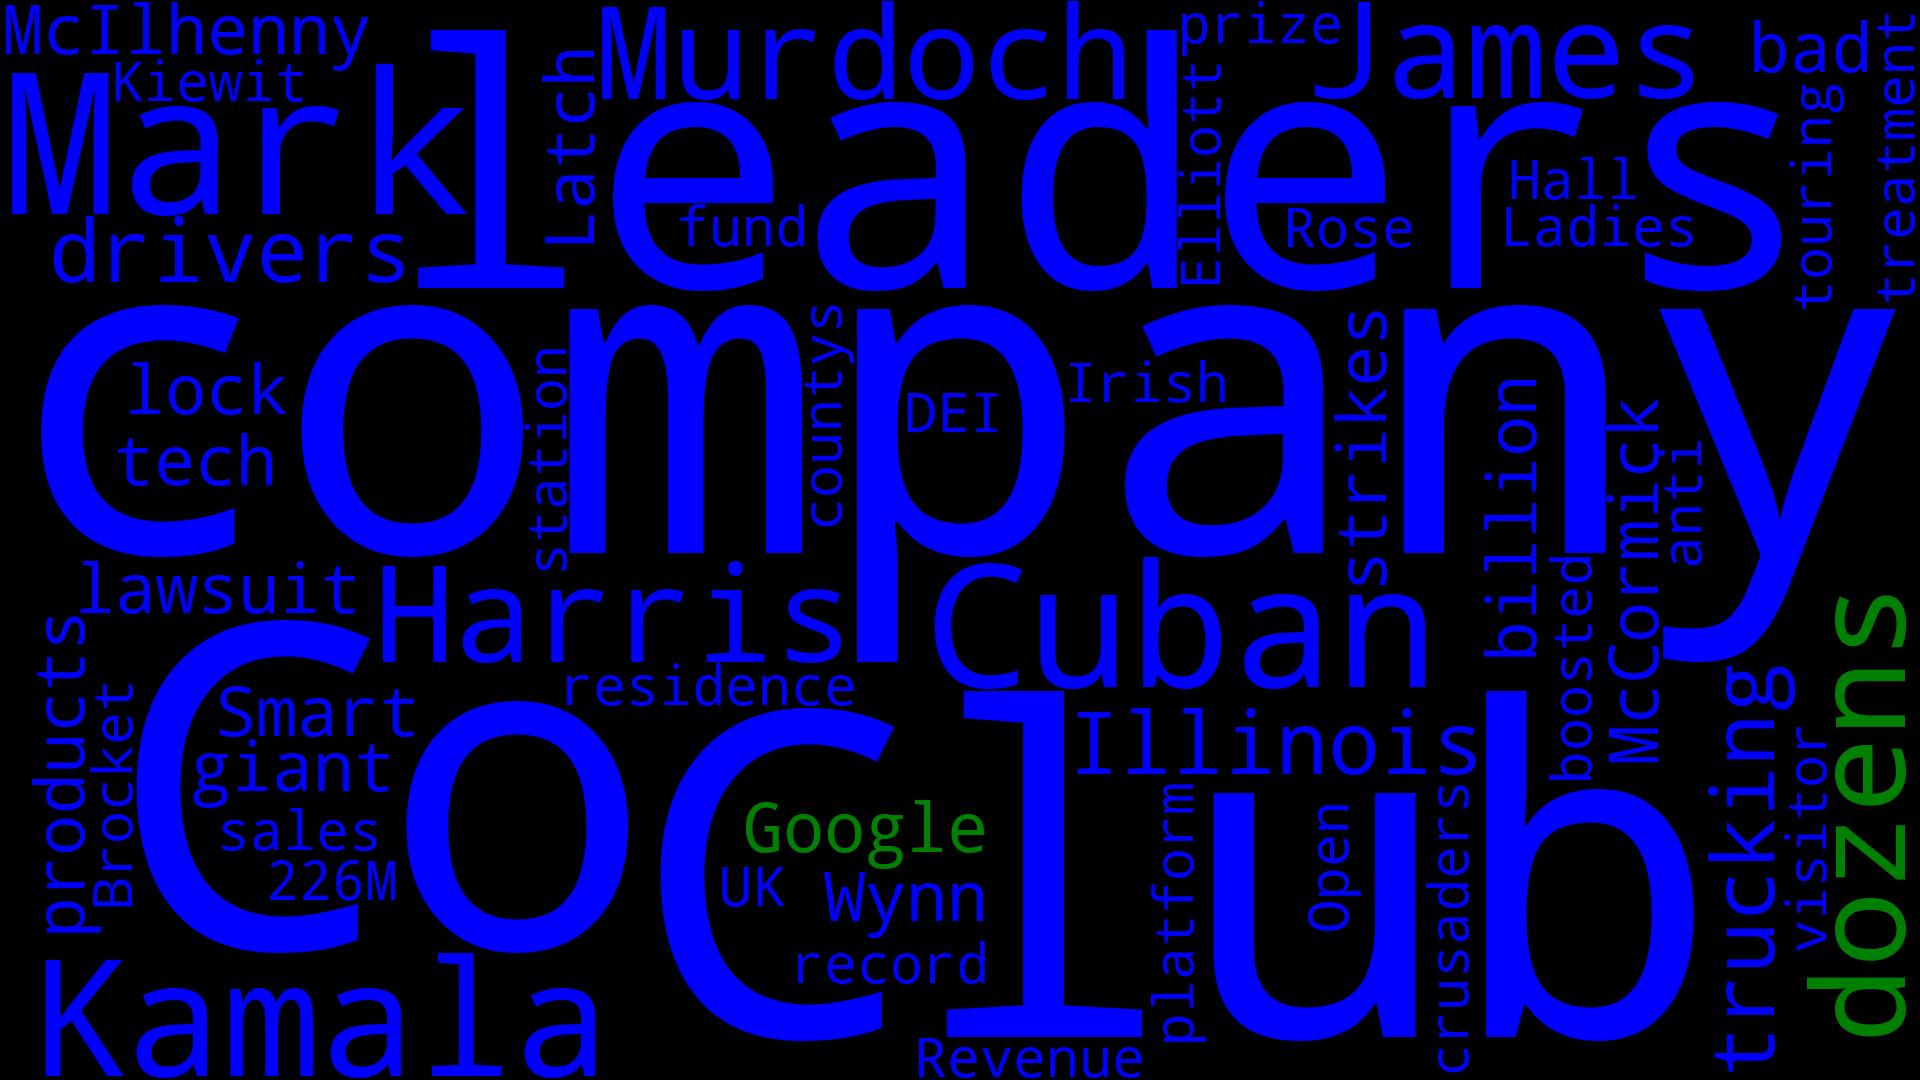 McIlhenny
Kiewit
Mark
drivers
leaders
Latch
Murdoch
fund
prize
Elliott
James
Rose
Hall
Ladies
bad
touring
treatment
company
lock
tech
station
countys
DEI
Irish
strikes
billion
McCormick
anti
lawsuit
Harris
Cuban
residence
boosted
dozens
products
Brocket
Co
Smart
giant
sales
226M
Club
Google
UK
Wynn
record
Illinois
platform
Open
crusaders
trucking
visitor
Kamala
Revenue